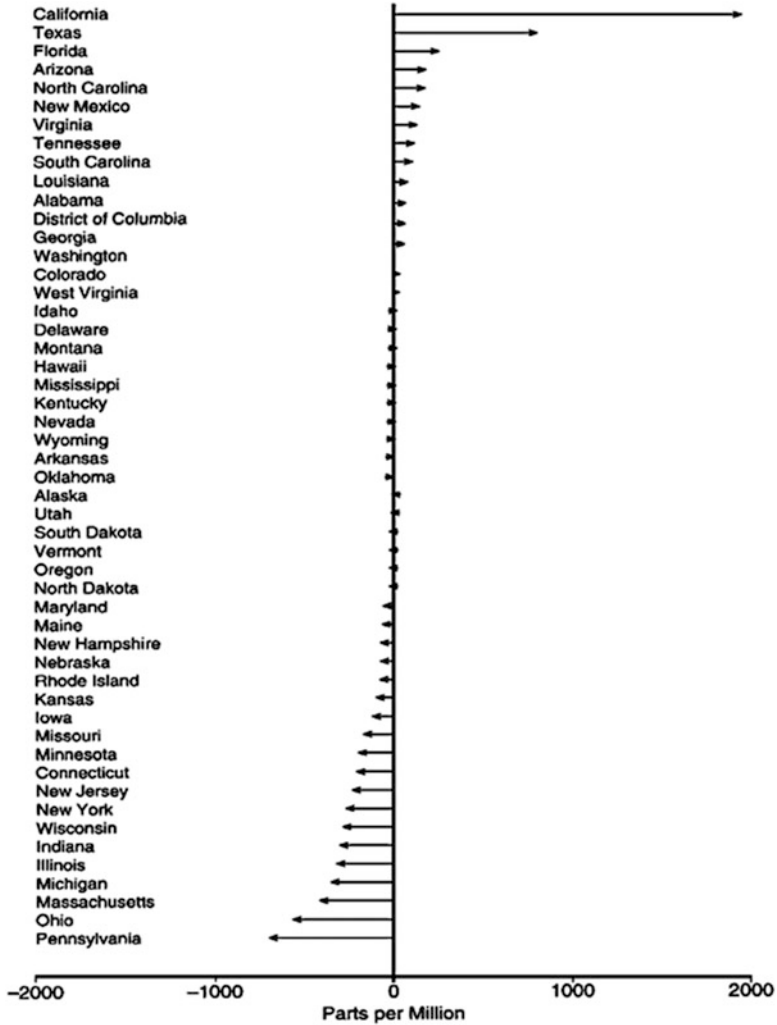 California
Texas
Florida
Arizona
North Carolina
New Mexico
Virginia
Tennessee
South Carolina
Louisiana
Alabama
District of Columbia
Georgia
Washington
Colorado
West Virginia
Idaho
Delaware
Montana
Hawaii
Mississippi
Kentucky
Nevada
Wyoming
Arkansas
Oklahoma
Alaska
Utah
South Dakota
Vermont
Oregon
North Dakota
Maryland
Maine
New Hampshire
Nebraska
Rhode Island
Kansas
Iowa
Missouri
Minnesota
Connecticut
New Jersey
New York
Wisconsin
Indiana
Illinois
Michigan
Massachusetts
Ohio
Pennsylvania
−2000 −1000 0 1000 2000
Parts per Million